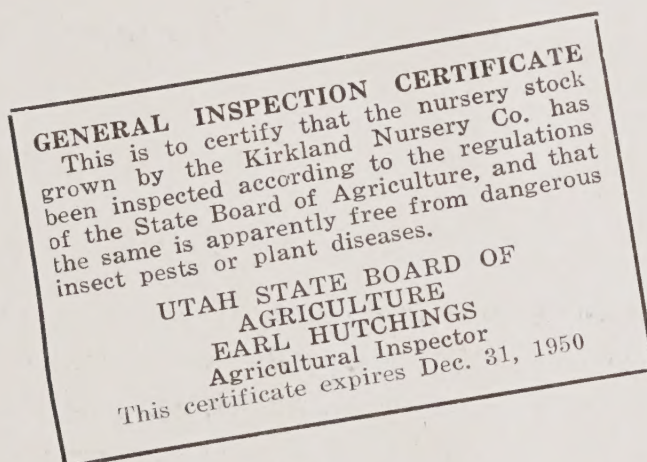 GENERAL INSPECTION CERTIFICATE
This is to certify that the nursery stock
grown by the Kirkland Nursery Co. has
been inspected according to the regulations
of the State Board of Agriculture, and that
the same is apparently free from dangerous
insect pests or plant diseases.
UTAH STATE BOARD OF
AGRICULTURE
EARL HUTCHINGS
Agricultural Inspector
This certificate expires Dec. 31, 1950